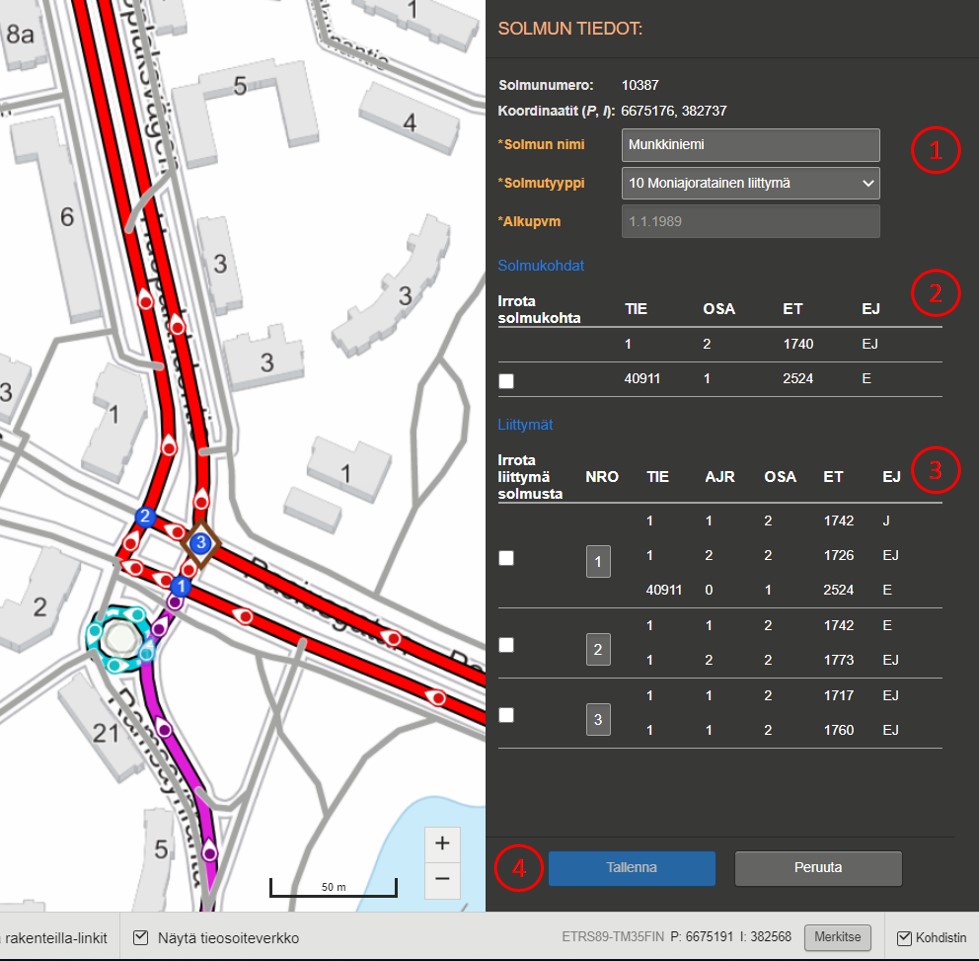 8a
1
5
4
6
3
3
3
3
1
1
2
3
1
2
21
5
50 m
+
−
SOLMUN TIEDOT:
Solmunumero: 10387
Koordinaatit (P, I): 6675176, 382737
*Solmun nimi Munkkiniemi
1
*Solmutyyppi 10 Moniajoratainen liittymä
*Alkupvm 1.1.1989
Solmukohdat
2
Irrota solmukohta TIE OSA ET EJ
1 2 1740 EJ
40911 1 2524 E
Liittymät
3
Irrota liittymä solmusta NRO TIE AJR OSA ET EJ
1 1 2 1742 J
1 1 2 2 1726 EJ
40911 0 1 2524 E
1 1 2 1742 E
2
1 2 2 1773 EJ
1 1 2 1717 EJ
3
1 1 2 1760 EJ
4 Tallenna Peruuta
rakenteilla-linkit Näytä tieosoiteverkko ETRS89-TM35FIN P: 6675191 I: 382568 Merkitse Kohdistin